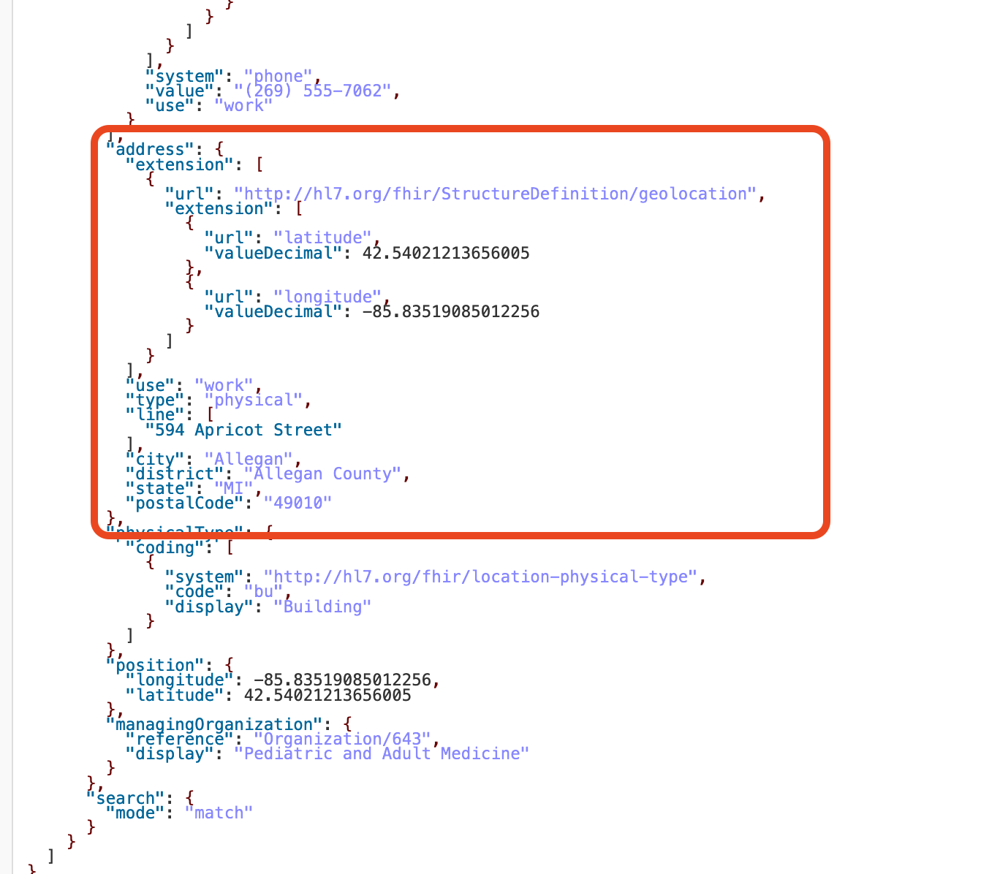 }
}
]
}
],
"system": "phone",
"value": "(269) 555-7062",
"use": "work"
}
],
"address": {
"extension": [
{
"url": "http://hl7.org/fhir/StructureDefinition/geolocation",
"extension": [
{
"url": "latitude",
"valueDecimal": 42.54021213656005
},
{
"url": "longitude",
"valueDecimal": -85.83519085012256
}
]
}
],
"use": "work",
"type": "physical",
"line": [
"594 Apricot Street"
],
"city": "Allegan",
"district": "Allegan County",
"state": "MI",
"postalCode": "49010"
},
"physicalType": {
"coding": [
{
"system": "http://hl7.org/fhir/location-physical-type",
"code": "bu",
"display": "Building"
}
]
},
"position": {
"longitude": -85.83519085012256,
"latitude": 42.54021213656005
},
"managingOrganization": {
"reference": "Organization/643",
"display": "Pediatric and Adult Medicine"
}
},
"search": {
"mode": "match"
}
}
]
}